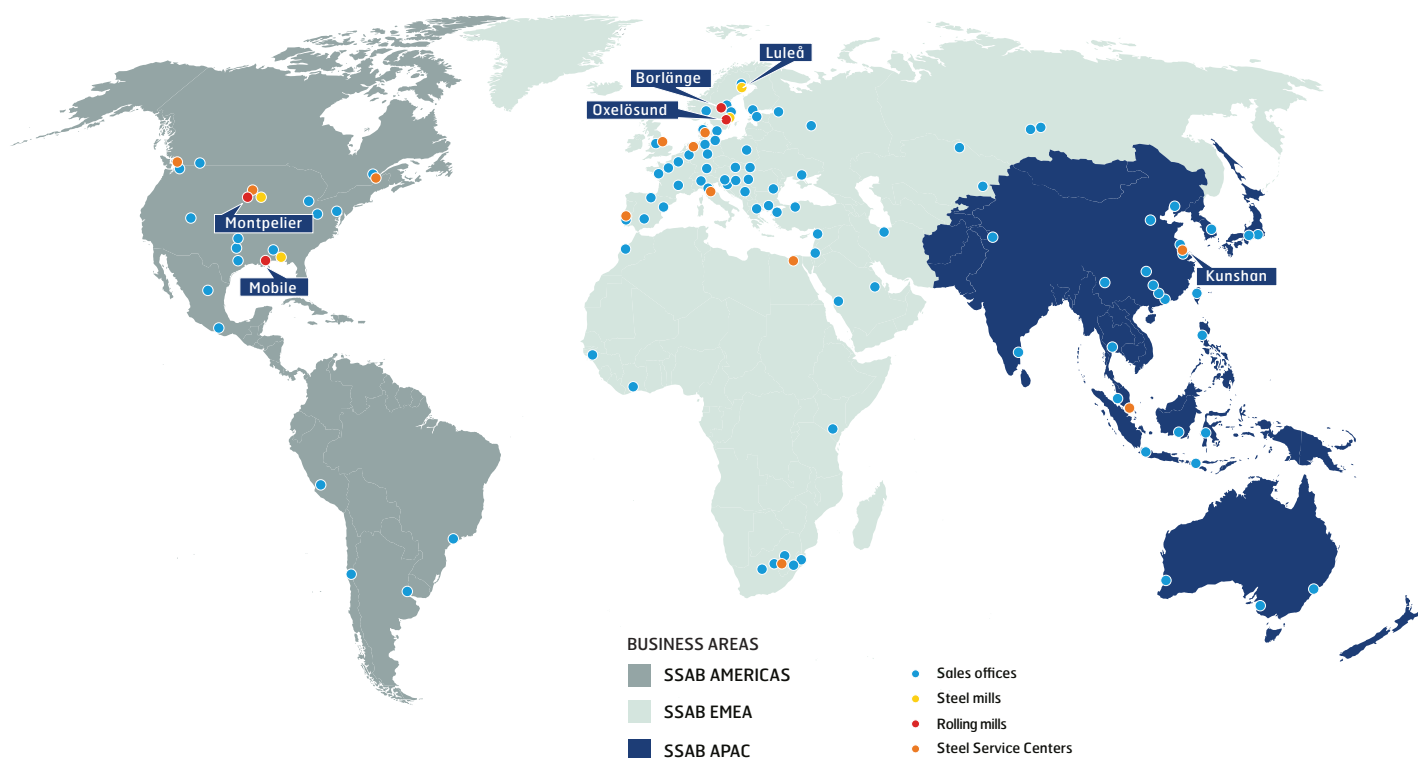 Luleå
Borlänge
Oxelösund
Montpelier
Mobile
Kunshan
BUSINESS AREAS
SSAB AMERICAS
SSAB EMEA
SSAB APAC
Sales offices
Steel mills
Rolling mills
Steel Service Centers